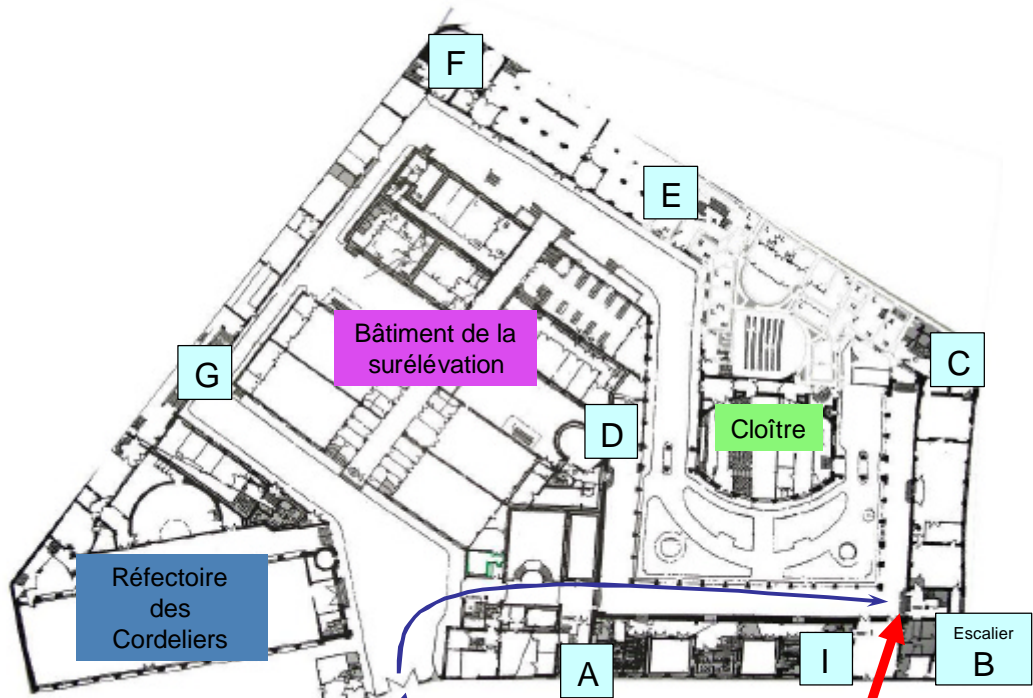 F
E
C
Bâtiment de la
surélévation
G
D
Cloître
Réfectoire
des
Cordeliers
A
I
Escalier
B